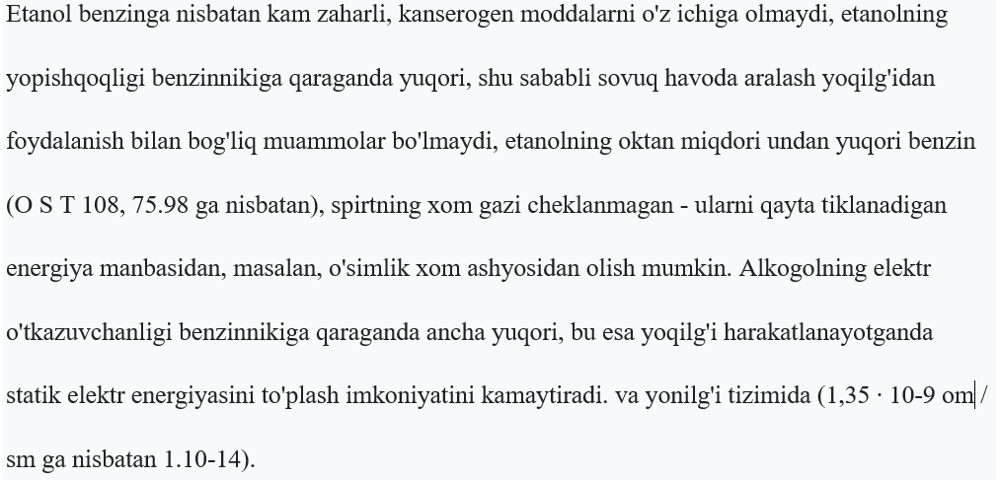 Etanol benzinga nisbatan kam zaharli, kanserogen moddalarni o'z ichiga olmaydi, etanolning
yopishqoqligi benzinnikiga qaraganda yuqori, shu sababli sovuq havoda aralash yoqilg'idan
foydalanish bilan bog'liq muammolar bo'lmaydi, etanolning oktan miqdori undan yuqori benzin
(O S T 108, 75.98 ga nisbatan), spirtning xom gazi cheklanmagan - ularni qayta tiklanadigan
energiya manbasidan, masalan, o'simlik xom ashyosidan olish mumkin. Alkogolning elektr
o'tkazuvchanligi benzinnikiga qaraganda ancha yuqori, bu esa yoqilg'i harakatlanayotganda
statik elektr energiyasini to'plash imkoniyatini kamaytiradi. va yonilg'i tizimida (1,35 · 10-9 om /
sm ga nisbatan 1.10-14).